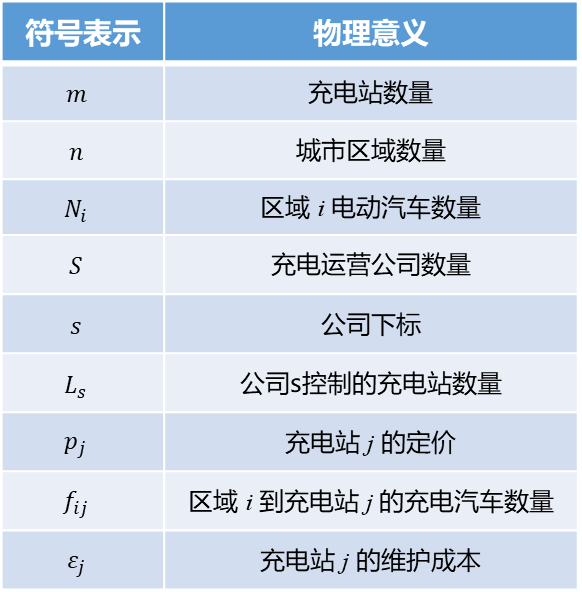 符号表示 物理意义
m 充电站数量
n 城市区域数量
N_i 区域 i 电动汽车数量
S 充电运营公司数量
s 公司下标
L_s 公司s控制的充电站数量
p_j 充电站 j 的定价
f_ij 区域 i 到充电站 j 的充电汽车数量
ε_j 充电站 j 的维护成本